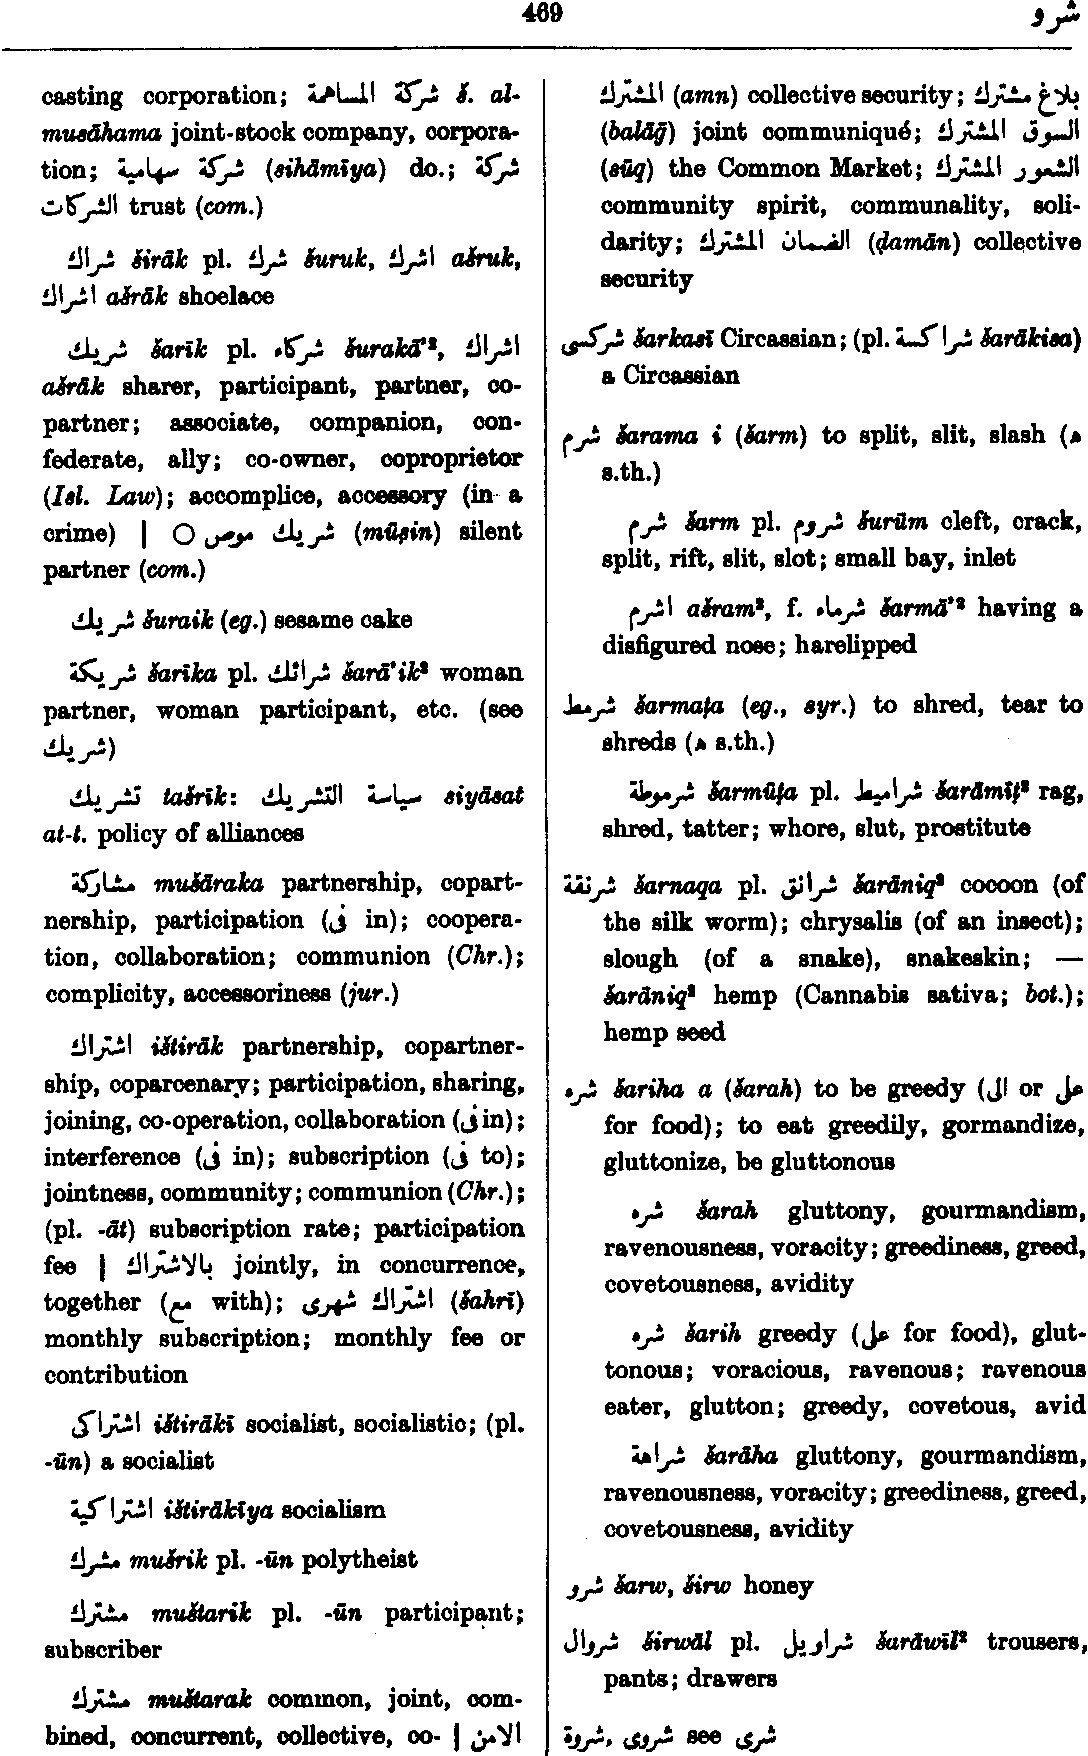 469
شرو
casting corporation; شركة المساهمة š. al-
musāhama joint-stock company, corpora-
tion; شركة سهامية (sihāmīya) do.; شركة
الشركات trust (com.)
شراك širāk pl. شرك šuruk, اشرك ašruk,
اشراك ašrāk shoelace
شريك šarīk pl. شركاء šurakā’², اشراك
ašrāk sharer, participant, partner, co-
partner; associate, companion, con-
federate, ally; co-owner, coproprietor
(Isl. Law); accomplice, accessory (in a
crime) | ○ شريك موص (mūṣin) silent
partner (com.)
شريك šuraik (eg.) sesame cake
شريكة šarīka pl. شرائك šarā’ik² woman
partner, woman participant, etc. (see
شريك)
تشريك tašrīk: سياسة التشريك siyāsat
at-t. policy of alliances
مشاركة mušāraka partnership, copart-
nership, participation (فى in); coopera-
tion, collaboration; communion (Chr.);
complicity, accessoriness (jur.)
اشتراك ištirāk partnership, copartner-
ship, coparcenary; participation, sharing,
joining, co-operation, collaboration (فى in);
interference (فى in); subscription (فى to);
jointness, community; communion (Chr.);
(pl. -āt) subscription rate; participation
fee | بالاشتراك jointly, in concurrence,
together (مع with); اشتراك شهرى (šahrī)
monthly subscription; monthly fee or
contribution
اشتراكى ištirākī socialist, socialistic; (pl.
-ūn) a socialist
اشتراكية ištirākīya socialism
مشرك mušrik pl. -ūn polytheist
مشترك muštarik pl. -ūn participant;
subscriber
مشترك muštarak common, joint, com-
bined, concurrent, collective, co- | الامن
المشترك (amn) collective security; بلاغ مشترك
(balāḡ) joint communiqué; السوق المشترك
(sūq) the Common Market; الشعور المشترك
community spirit, communality, soli-
darity; الضمان المشترك (ḍamān) collective
security
شركسى šarkasī Circassian; (pl. شراكسة šarākisa)
a Circassian
شرم šarama i (šarm) to split, slit, slash (ه
s.th.)
شرم šarm pl. شروم šurūm cleft, crack,
split, rift, slit, slot; small bay, inlet
اشرم ašram², f. شرماء šarmā’² having a
disfigured nose; harelipped
شرمط šarmaṭa (eg., syr.) to shred, tear to
shreds (ه s.th.)
شرموطة šarmūṭa pl. شراميط šarāmīṭ² rag,
shred, tatter; whore, slut, prostitute
شرنقة šarnaqa pl. شرانق šarāniq² cocoon (of
the silk worm); chrysalis (of an insect);
slough (of a snake), snakeskin; —
šarāniq² hemp (Cannabis sativa; bot.);
hemp seed
شره šariha a (šarah) to be greedy (الى or على
for food); to eat greedily, gormandize,
gluttonize, be gluttonous
شره šarah gluttony, gourmandism,
ravenousness, voracity; greediness, greed,
covetousness, avidity
شره šarih greedy (على for food), glut-
tonous; voracious, ravenous; ravenous
eater, glutton; greedy, covetous, avid
شراهة šarāha gluttony, gourmandism,
ravenousness, voracity; greediness, greed,
covetousness, avidity
شرو šarw, širw honey
شروال širwāl pl. شراويل šarāwīl² trousers,
pants; drawers
شروى, شروة see شرى